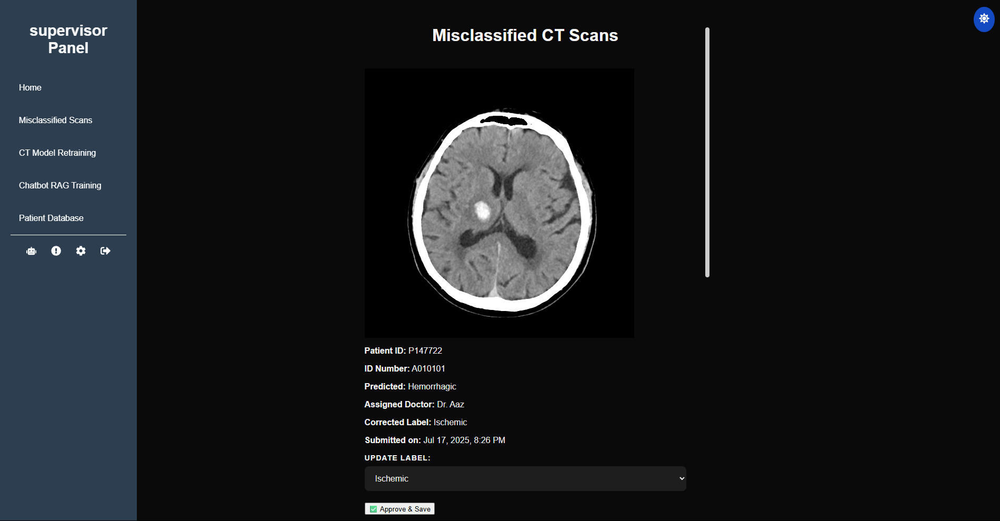 supervisor
Panel
Home
Misclassified Scans
CT Model Retraining
Chatbot RAG Training
Patient Database
Misclassified CT Scans
Patient ID: P147722
ID Number: A010101
Predicted: Hemorrhagic
Assigned Doctor: Dr. Aaz
Corrected Label: Ischemic
Submitted on: Jul 17, 2025, 8:26 PM
UPDATE LABEL:
Ischemic
✅ Approve & Save